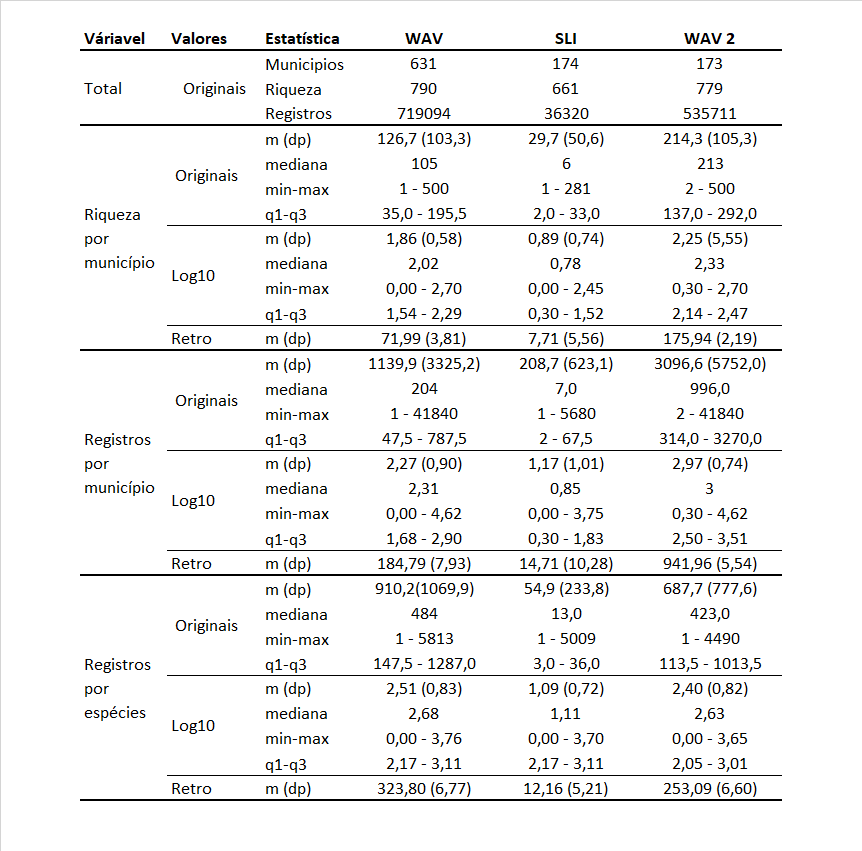 Váriavel Valores Estatística WAV SLI WAV 2
Municipios 631 174 173
Total Originais Riqueza 790 661 779
Registros 719094 36320 535711
m (dp) 126,7 (103,3) 29,7 (50,6) 214,3 (105,3)
Originais mediana 105 6 213
min-max 1 - 500 1 - 281 2 - 500
Riqueza por município q1-q3 35,0 - 195,5 2,0 - 33,0 137,0 - 292,0
m (dp) 1,86 (0,58) 0,89 (0,74) 2,25 (5,55)
Log10 mediana 2,02 0,78 2,33
min-max 0,00 - 2,70 0,00 - 2,45 0,30 - 2,70
q1-q3 1,54 - 2,29 0,30 - 1,52 2,14 - 2,47
Retro m (dp) 71,99 (3,81) 7,71 (5,56) 175,94 (2,19)
m (dp) 1139,9 (3325,2) 208,7 (623,1) 3096,6 (5752,0)
Originais mediana 204 7,0 996,0
min-max 1 - 41840 1 - 5680 2 - 41840
Registros por município q1-q3 47,5 - 787,5 2 - 67,5 314,0 - 3270,0
m (dp) 2,27 (0,90) 1,17 (1,01) 2,97 (0,74)
Log10 mediana 2,31 0,85 3
min-max 0,00 - 4,62 0,00 - 3,75 0,30 - 4,62
q1-q3 1,68 - 2,90 0,30 - 1,83 2,50 - 3,51
Retro m (dp) 184,79 (7,93) 14,71 (10,28) 941,96 (5,54)
m (dp) 910,2(1069,9) 54,9 (233,8) 687,7 (777,6)
Originais mediana 484 13,0 423,0
min-max 1 - 5813 1 - 5009 1 - 4490
Registros por espécies q1-q3 147,5 - 1287,0 3,0 - 36,0 113,5 - 1013,5
m (dp) 2,51 (0,83) 1,09 (0,72) 2,40 (0,82)
Log10 mediana 2,68 1,11 2,63
min-max 0,00 - 3,76 0,00 - 3,70 0,00 - 3,65
q1-q3 2,17 - 3,11 2,17 - 3,11 2,05 - 3,01
Retro m (dp) 323,80 (6,77) 12,16 (5,21) 253,09 (6,60)